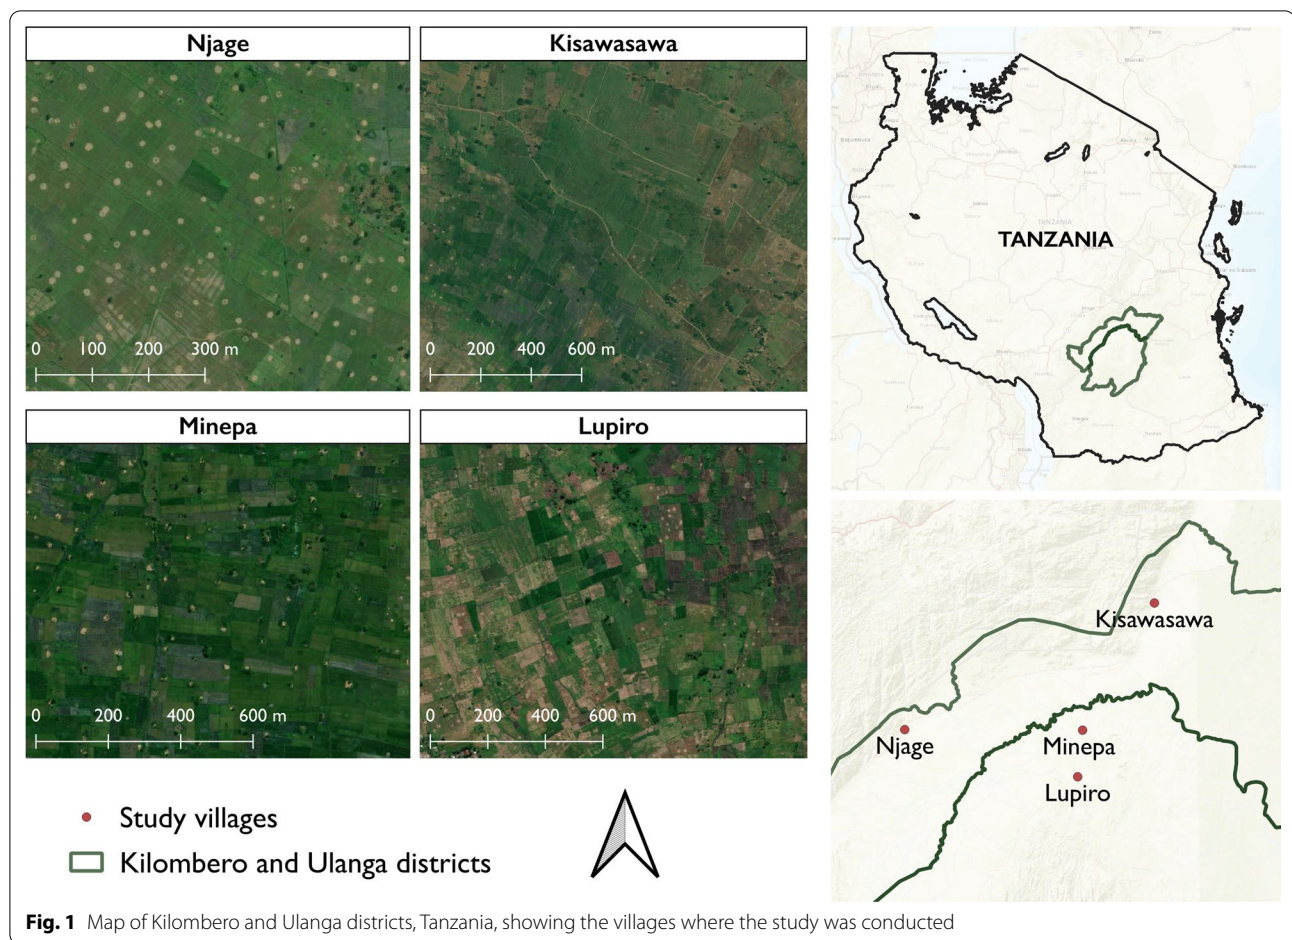 Njage
Kisawasawa
0 100 200 300 m
0 200 400 600 m
Minepa
Lupiro
0 200 400 600 m
0 200 400 600 m
TANZANIA
TANZANIA
Kisawasawa
Njage
Minepa
Lupiro
Study villages
Kilombero and Ulanga districts
Fig. 1 Map of Kilombero and Ulanga districts, Tanzania, showing the villages where the study was conducted